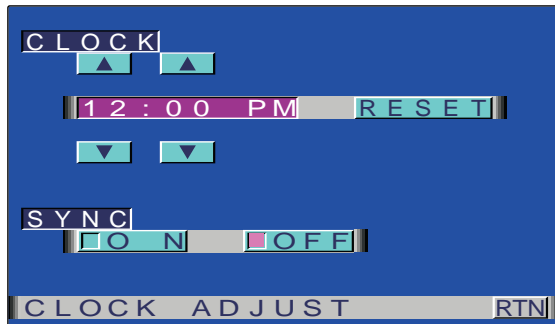 CLOCK
▲ ▲
12:00 PM RESET
▼ ▼
SYNC
ON OFF
CLOCK ADJUST RTN